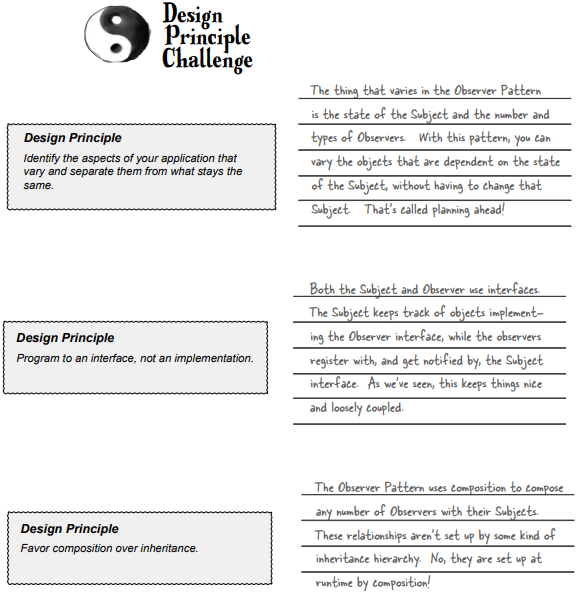 Design
Principle
Challenge
Design Principle
Identify the aspects of your application that
vary and separate them from what stays the
same.
The thing that varies in the Observer Pattern
is the state of the Subject and the number and
types of Observers. With this pattern, you can
vary the objects that are dependent on the state
of the Subject, without having to change that
Subject. That's called planning ahead!
Design Principle
Program to an interface, not an implementation.
Both the Subject and Observer use interfaces.
The Subject keeps track of objects implement-
ing the Observer interface, while the observers
register with, and get notified by, the Subject
interface. As we've seen, this keeps things nice
and loosely coupled.
Design Principle
Favor composition over inheritance.
The Observer Pattern uses composition to compose
any number of Observers with their Subjects.
These relationships aren't set up by some kind of
inheritance hierarchy. No, they are set up at
runtime by composition!